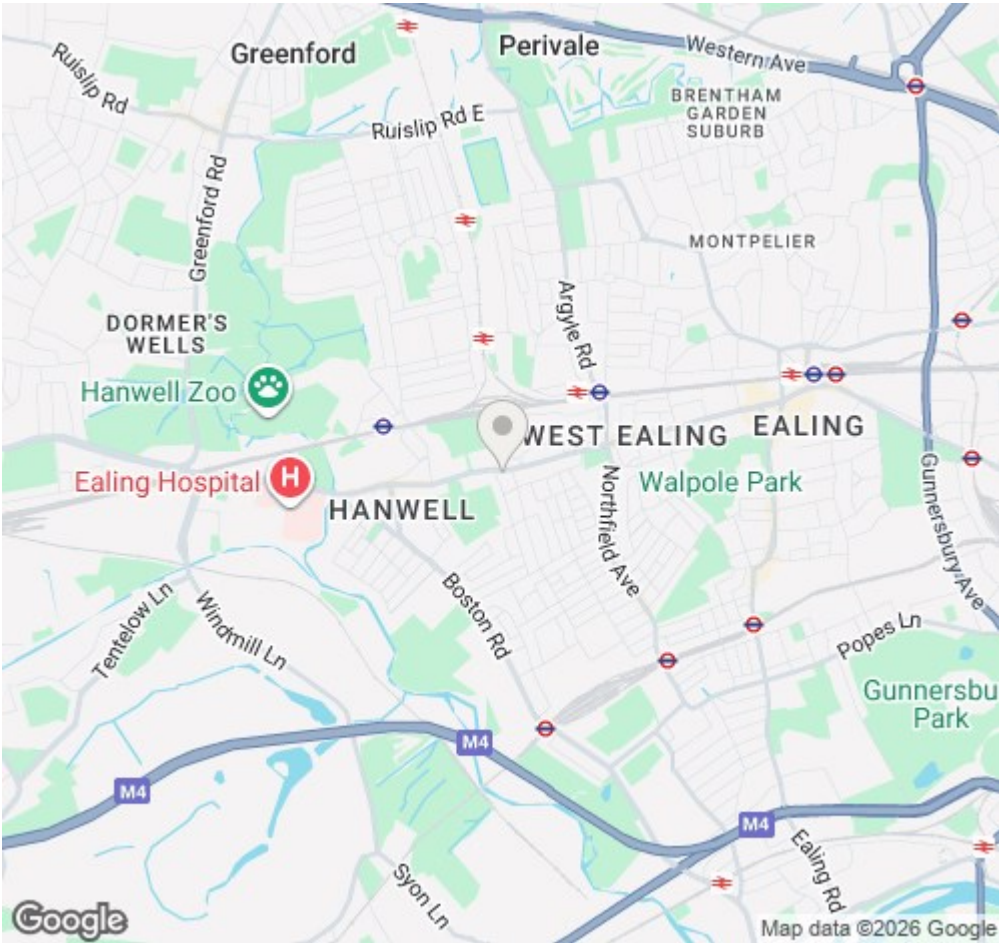 Greenford
Perivale
Western Ave
Ruislip Rd
BRENTHAM
GARDEN
SUBURB
Ruislip Rd E
Greenford Rd
MONTPELIER
Argyle Rd
DORMER'S
WELLS
Hanwell Zoo
WEST EALING
EALING
Ealing Hospital
H
Walpole Park
HANWELL
Northfield Ave
Gunnersbury Ave
Boston Rd
Tentelow Ln
Windmill Ln
Popes Ln
Gunnersbu
Park
M4
M4
M4
Ealing Rd
Syon Ln
Google
Map data ©2026 Google